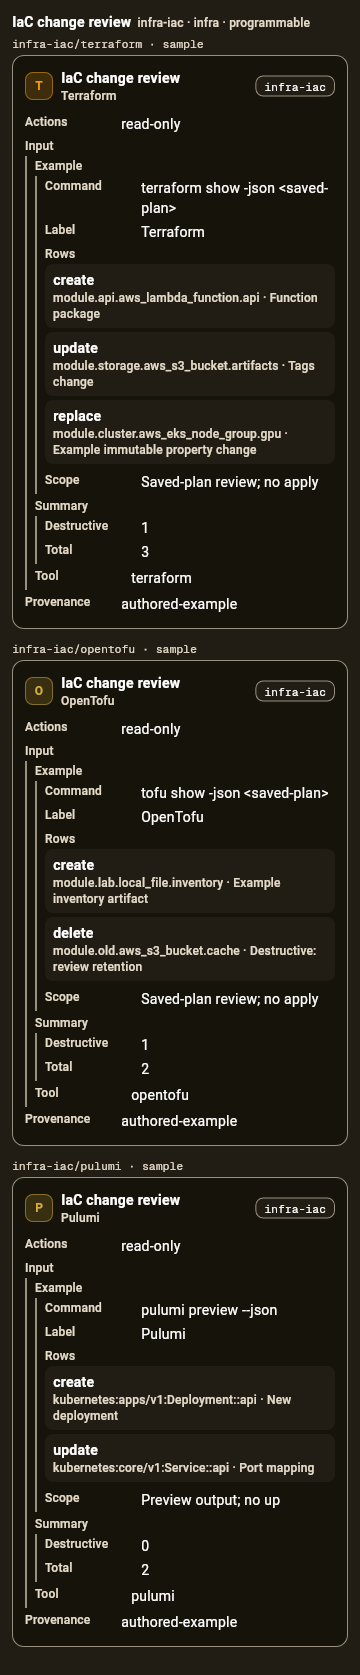 IaC change review infra-iac · infra · programmable
infra-iac/terraform · sample
T
IaC change review
Terraform
infra-iac
Actions read-only
Input
Example
Command terraform show -json <saved-
plan>
Label Terraform
Rows
create
module.api.aws_lambda_function.api · Function
package
update
module.storage.aws_s3_bucket.artifacts · Tags
change
replace
module.cluster.aws_eks_node_group.gpu ·
Example immutable property change
Scope Saved-plan review; no apply
Summary
Destructive 1
Total 3
Tool terraform
Provenance authored-example
infra-iac/opentofu · sample
O
IaC change review
OpenTofu
infra-iac
Actions read-only
Input
Example
Command tofu show -json <saved-plan>
Label OpenTofu
Rows
create
module.lab.local_file.inventory · Example
inventory artifact
delete
module.old.aws_s3_bucket.cache · Destructive:
review retention
Scope Saved-plan review; no apply
Summary
Destructive 1
Total 2
Tool opentofu
Provenance authored-example
infra-iac/pulumi · sample
P
IaC change review
Pulumi
infra-iac
Actions read-only
Input
Example
Command pulumi preview --json
Label Pulumi
Rows
create
kubernetes:apps/v1:Deployment::api · New
deployment
update
kubernetes:core/v1:Service::api · Port mapping
Scope Preview output; no up
Summary
Destructive 0
Total 2
Tool pulumi
Provenance authored-example